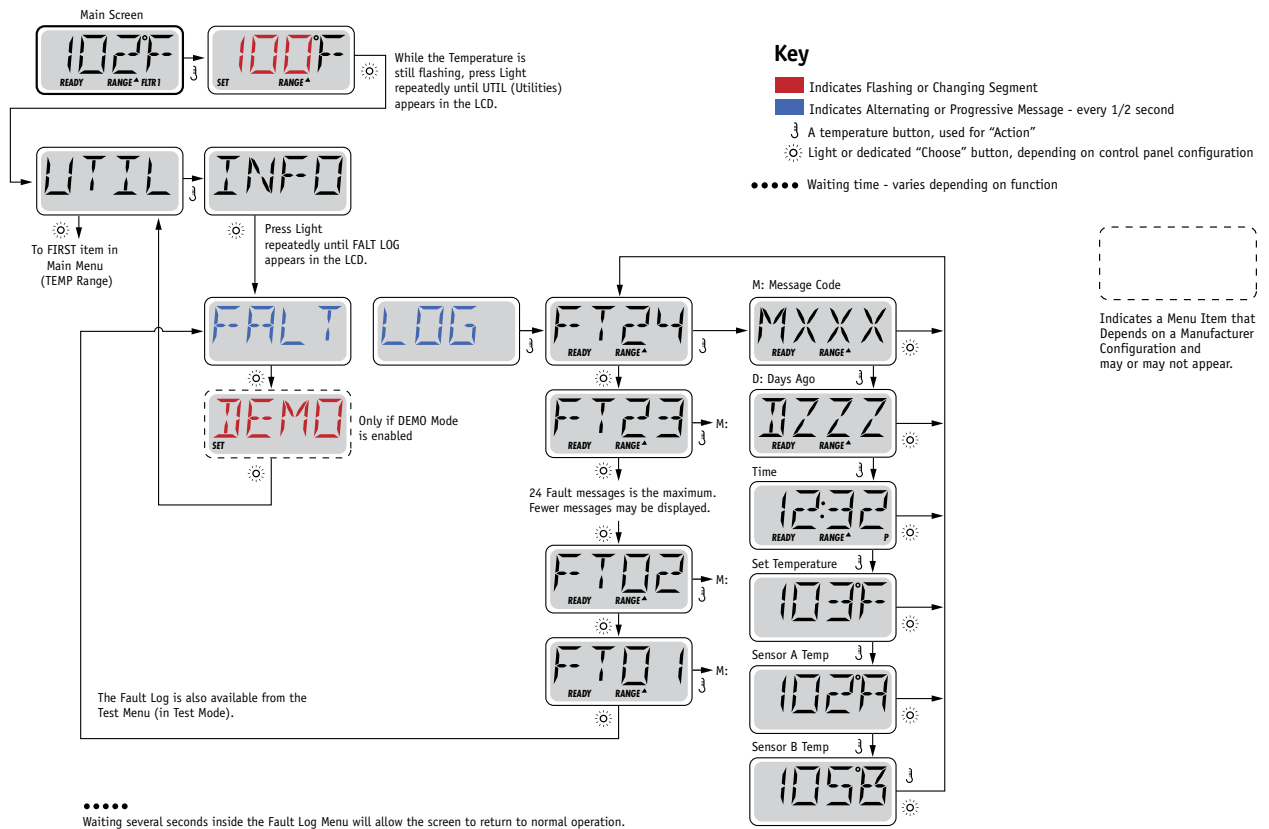 Main Screen
102°F
READY RANGE FLTR1
100°F
SET RANGE
While the Temperature is
still flashing, press Light
repeatedly until UTIL (Utilities)
appears in the LCD.
Key
Indicates Flashing or Changing Segment
Indicates Alternating or Progressive Message - every 1/2 second
A temperature button, used for “Action”
Light or dedicated “Choose” button, depending on control panel configuration
Waiting time - varies depending on function
UTIL
INFO
To FIRST item in
Main Menu
(TEMP Range)
Press Light
repeatedly until FALT LOG
appears in the LCD.
Indicates a Menu Item that
Depends on a Manufacturer
Configuration and
may or may not appear.
FALT
LOG
FT24
READY RANGE
M: Message Code
MXXX
READY RANGE
DEMO
SET
Only if DEMO Mode
is enabled
FT23
READY RANGE
M:
D: Days Ago
DZZZ
READY RANGE
24 Fault messages is the maximum.
Fewer messages may be displayed.
Time
12:32
READY RANGE P
FT02
READY RANGE
M:
Set Temperature
103°F
FT01
READY RANGE
M:
Sensor A Temp
102°A
The Fault Log is also available from the
Test Menu (in Test Mode).
Sensor B Temp
105°B
Waiting several seconds inside the Fault Log Menu will allow the screen to return to normal operation.